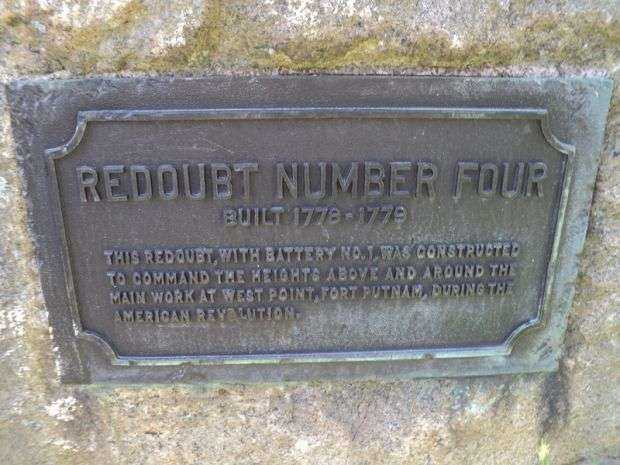 REDOUBT NUMBER FOUR
BUILT 1778-1779
THIS REDOUBT, WITH BATTERY NO. 1, WAS CONSTRUCTED
TO COMMAND THE HEIGHTS ABOVE AND AROUND THE
MAIN WORK AT WEST POINT, FORT PUTNAM, DURING THE
AMERICAN REVOLUTION.